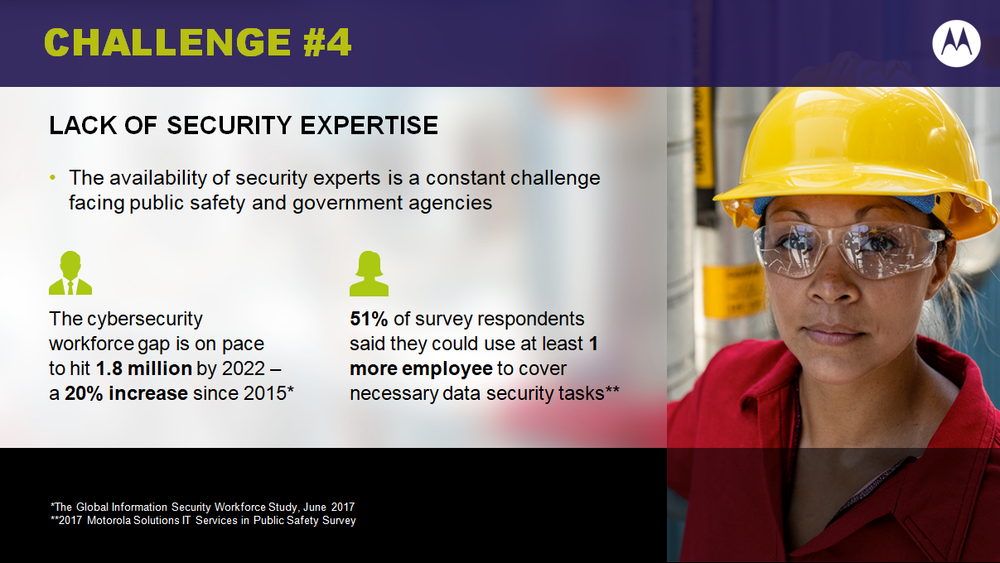 CHALLENGE #4
LACK OF SECURITY EXPERTISE
• The availability of security experts is a constant challenge
facing public safety and government agencies
The cybersecurity
workforce gap is on pace
to hit 1.8 million by 2022 –
a 20% increase since 2015*
51% of survey respondents
said they could use at least 1
more employee to cover
necessary data security tasks**
*The Global Information Security Workforce Study, June 2017
**2017 Motorola Solutions IT Services in Public Safety Survey